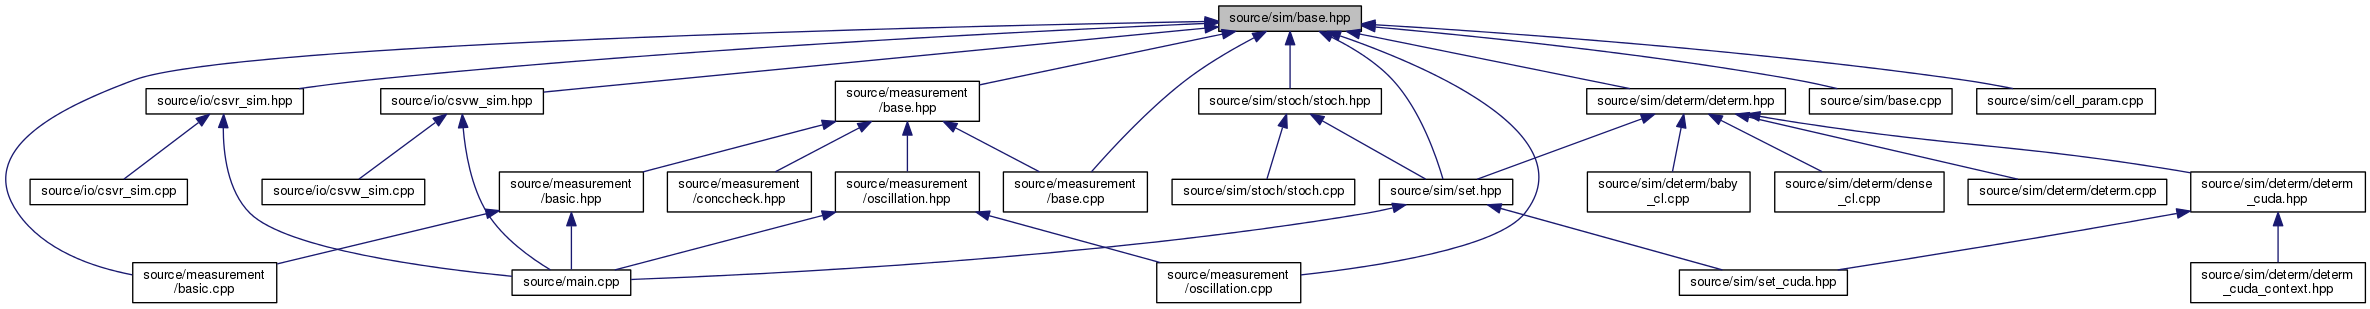 source/sim/base.hpp
source/io/csvr_sim.hpp
source/io/csvw_sim.hpp
source/measurement
/base.hpp
source/sim/stoch/stoch.hpp
source/sim/determ/determ.hpp
source/sim/base.cpp
source/sim/cell_param.cpp
source/io/csvr_sim.cpp
source/io/csvw_sim.cpp
source/measurement
/basic.hpp
source/measurement
/conccheck.hpp
source/measurement
/oscillation.hpp
source/measurement
/base.cpp
source/sim/stoch/stoch.cpp
source/sim/set.hpp
source/sim/determ/baby
_cl.cpp
source/sim/determ/dense
_cl.cpp
source/sim/determ/determ.cpp
source/sim/determ/determ
_cuda.hpp
source/measurement
/basic.cpp
source/main.cpp
source/measurement
/oscillation.cpp
source/sim/set_cuda.hpp
source/sim/determ/determ
_cuda_context.hpp